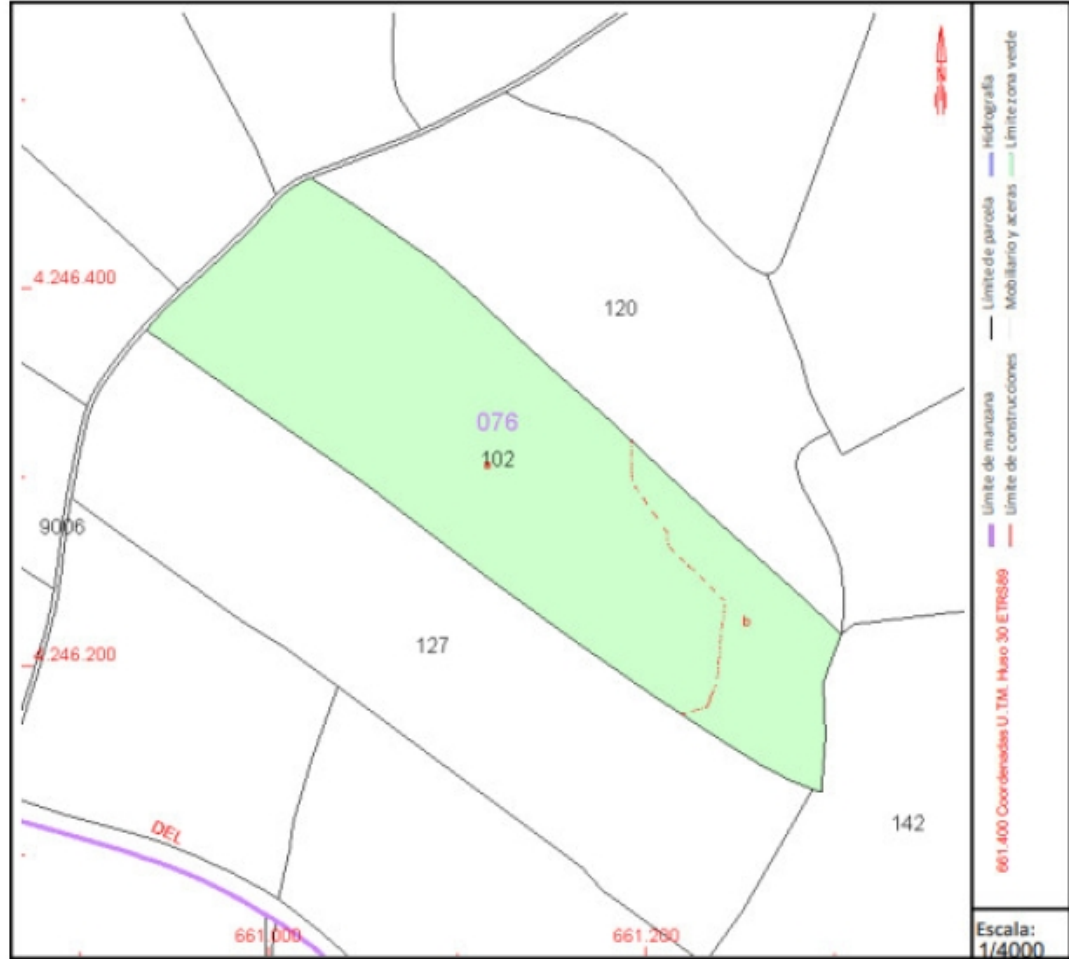 4.246.400
120
076
102
9006
b
127
4.246.200
142
DEL
661.000
661.200
Límite de manzana
Límite de parcela
Hidrografía
Límite de construcciones
Mobiliario y aceras
Límite zona verde
661.400 Coordenadas U.T.M. Huso 30 ETRS89
Escala:
1/4000